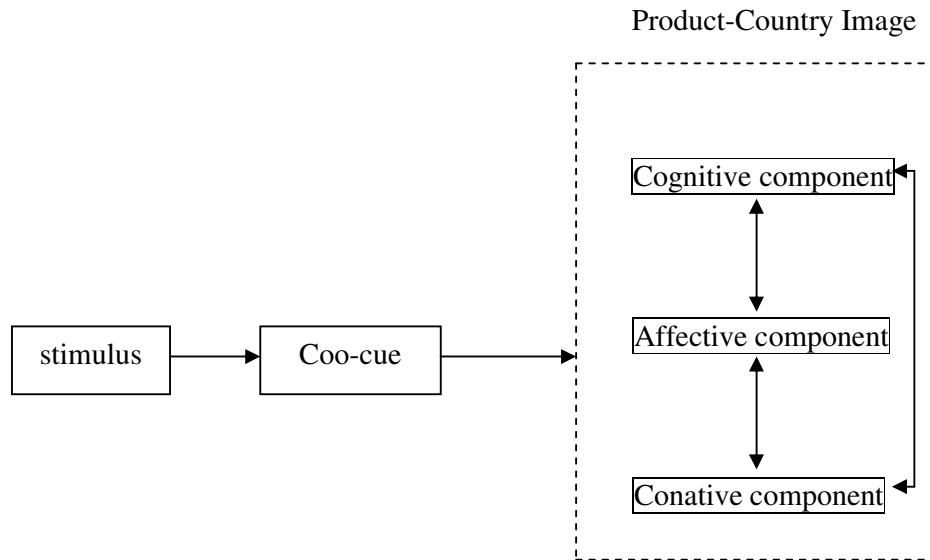 Product-Country Image
Cognitive component
stimulus
Coo-cue
Affective component
Conative component